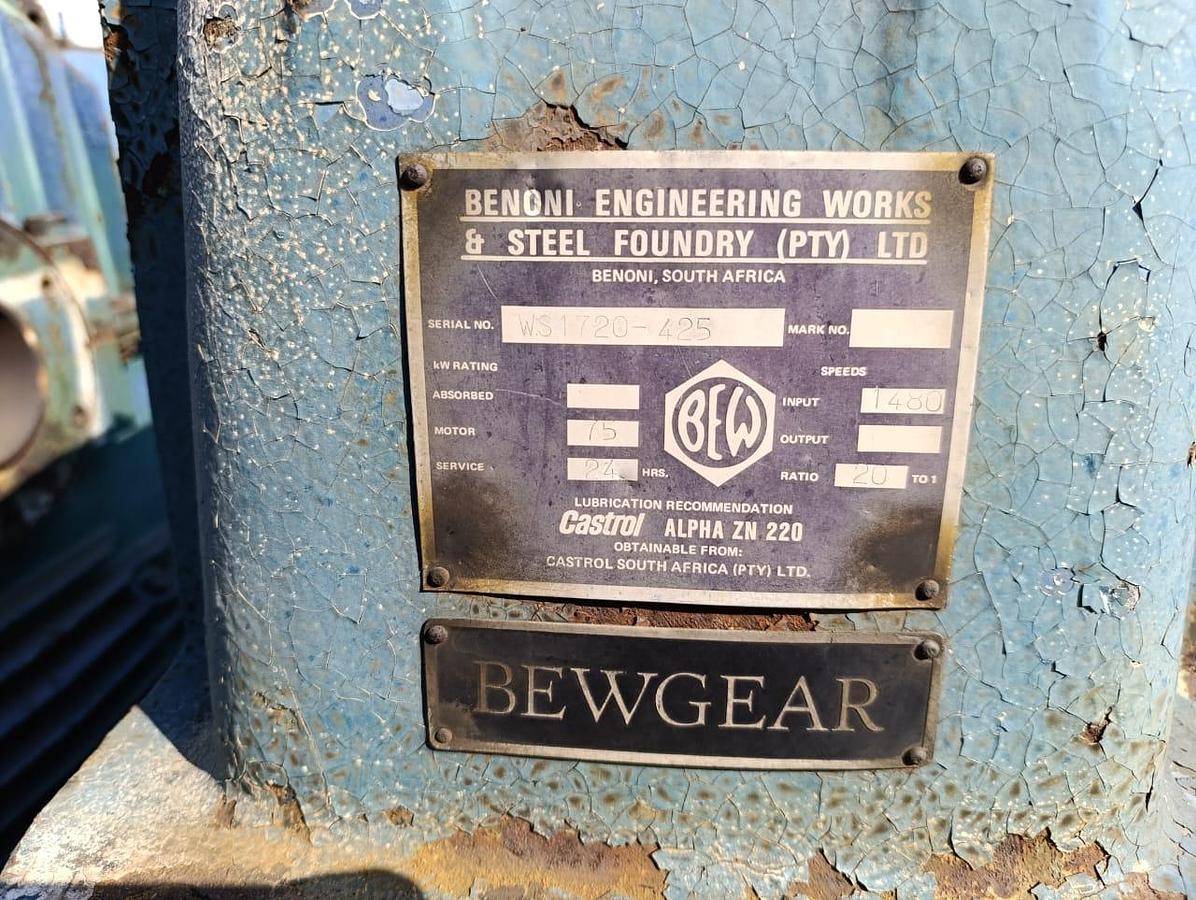 BENONI ENGINEERING WORKS
& STEEL FOUNDRY (PTY) LTD
BENONI, SOUTH AFRICA
SERIAL NO. WS1720-425 MARK NO.
kW RATING SPEEDS
ABSORBED INPUT 1480
MOTOR 75 OUTPUT
SERVICE 24 HRS. RATIO 20 TO 1
BEW
LUBRICATION RECOMMENDATION
Castrol ALPHA ZN 220
OBTAINABLE FROM:
CASTROL SOUTH AFRICA (PTY) LTD.
BEWGEAR